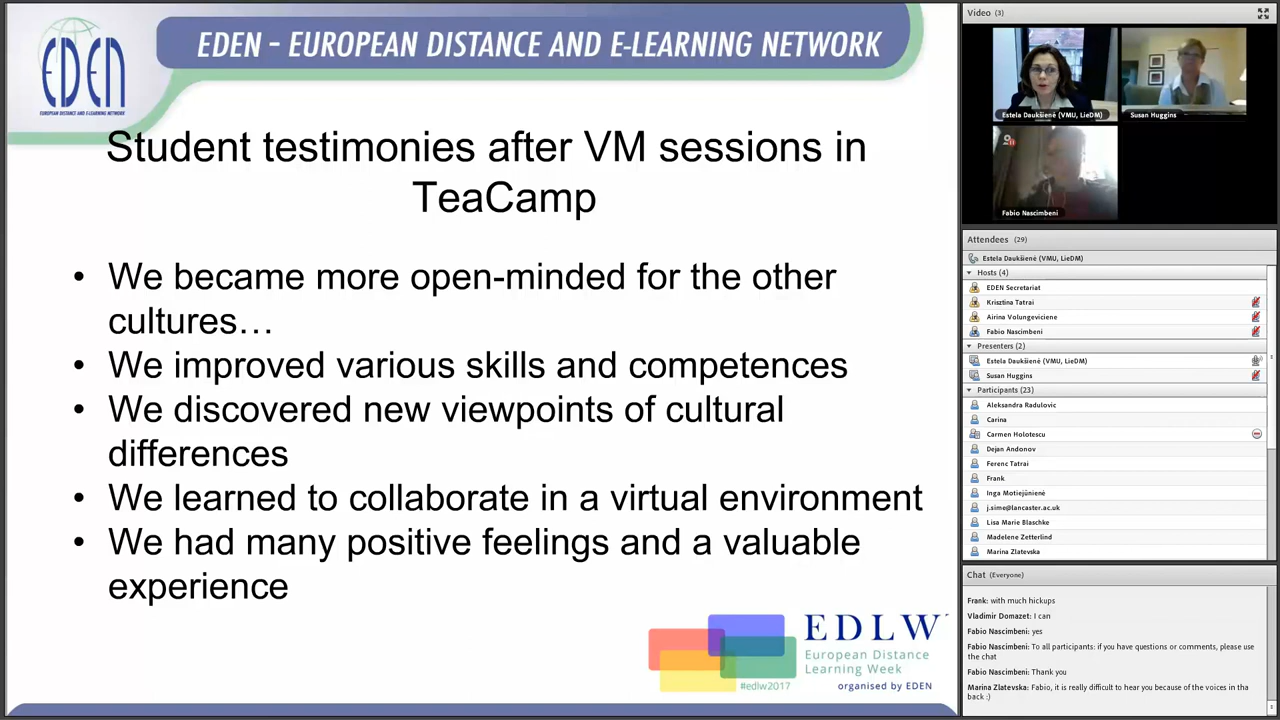 EDEN
EUROPEAN DISTANCE AND E-LEARNING NETWORK
EDEN – EUROPEAN DISTANCE AND E-LEARNING NETWORK
Student testimonies after VM sessions in
TeaCamp
• We became more open-minded for the other
cultures…
• We improved various skills and competences
• We discovered new viewpoints of cultural
differences
• We learned to collaborate in a virtual environment
• We had many positive feelings and a valuable
experience
EDLW
European Distance
Learning Week
#edlw2017
organised by EDEN
Video (3)
Estela Daukšienė (VMU, LieDM)
Susan Huggins
Fabio Nascimbeni
Attendees (29)
Estela Daukšienė (VMU, LieDM)
Hosts (4)
EDEN Secretariat
Krisztina Tatrai
Airina Volungeviciene
Fabio Nascimbeni
Presenters (2)
Estela Daukšienė (VMU, LieDM)
Susan Huggins
Participants (23)
Aleksandra Radulovic
Carina
Carmen Holotescu
Dejan Andonov
Ferenc Tatrai
Frank
Inga Motiejūnienė
j.sime@lancaster.ac.uk
Lisa Marie Blaschke
Madelene Zetterlind
Marina Zlatevska
Chat (Everyone)
Frank: with much hickups
Vladimir Domazet: I can
Fabio Nascimbeni: yes
Fabio Nascimbeni: To all participants: if you have questions or comments, please use
the chat
Fabio Nascimbeni: Thank you
Marina Zlatevska: Fabio, it is really difficult to hear you because of the voices in tha
back :)